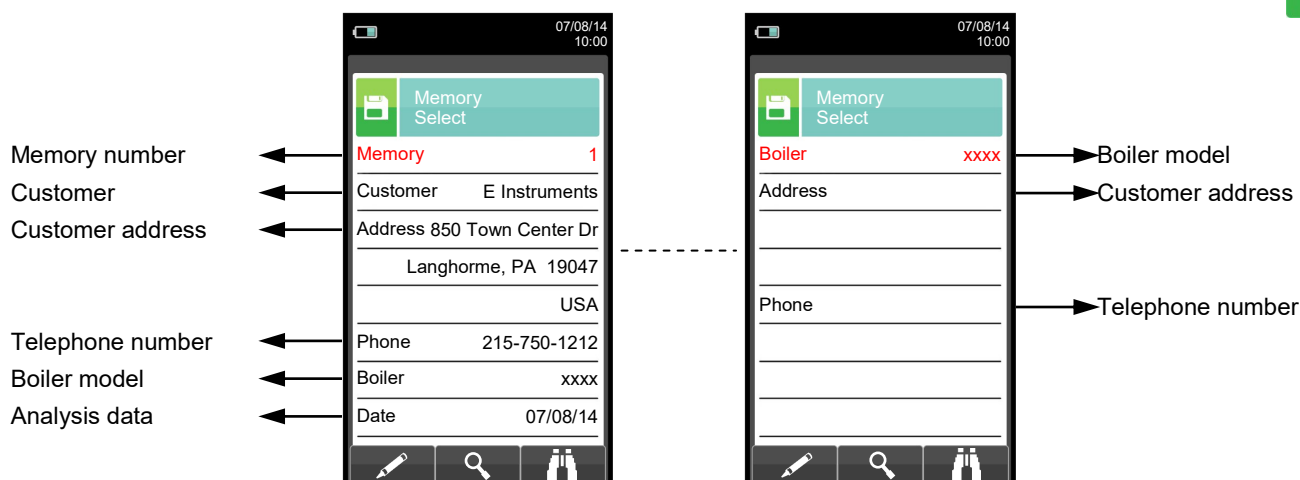 07/08/14
10:00
Memory
Select
Memory number
Memory 1
Customer
Customer E Instruments
Customer address
Address 850 Town Center Dr
Langhorme, PA 19047
USA
Telephone number
Phone 215-750-1212
Boiler model
Boiler xxxx
Analysis data
Date 07/08/14
07/08/14
10:00
Memory
Select
Boiler xxxx
Boiler model
Address
Customer address
Phone
Telephone number